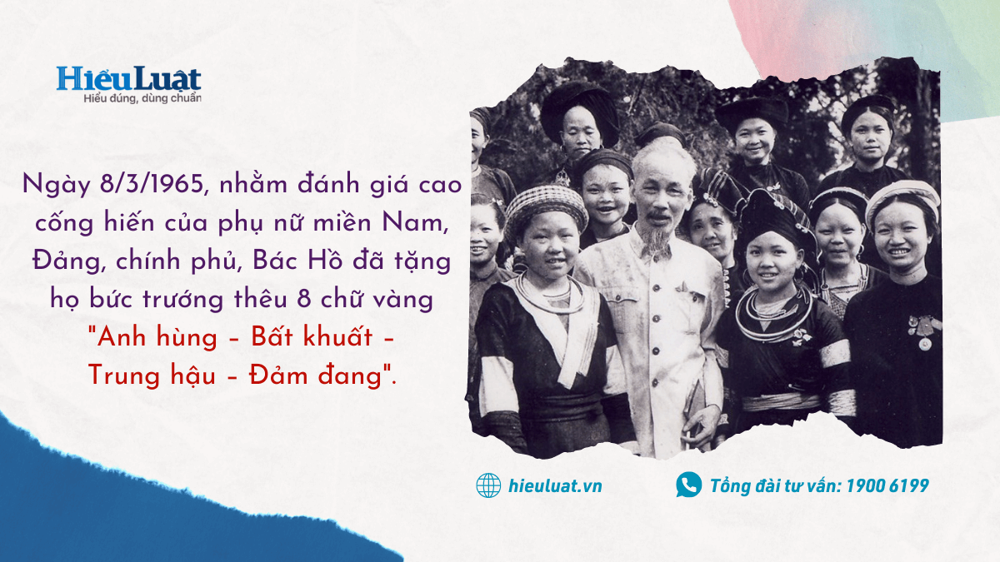 HiểuLuật
Hiểu đúng, dùng chuẩn
Ngày 8/3/1965, nhằm đánh giá cao
cống hiến của phụ nữ miền Nam,
Đảng, chính phủ, Bác Hồ đã tặng
họ bức trướng thêu 8 chữ vàng
"Anh hùng – Bất khuất –
Trung hậu – Đảm đang".
hieuluat.vn
Tổng đài tư vấn: 1900 6199